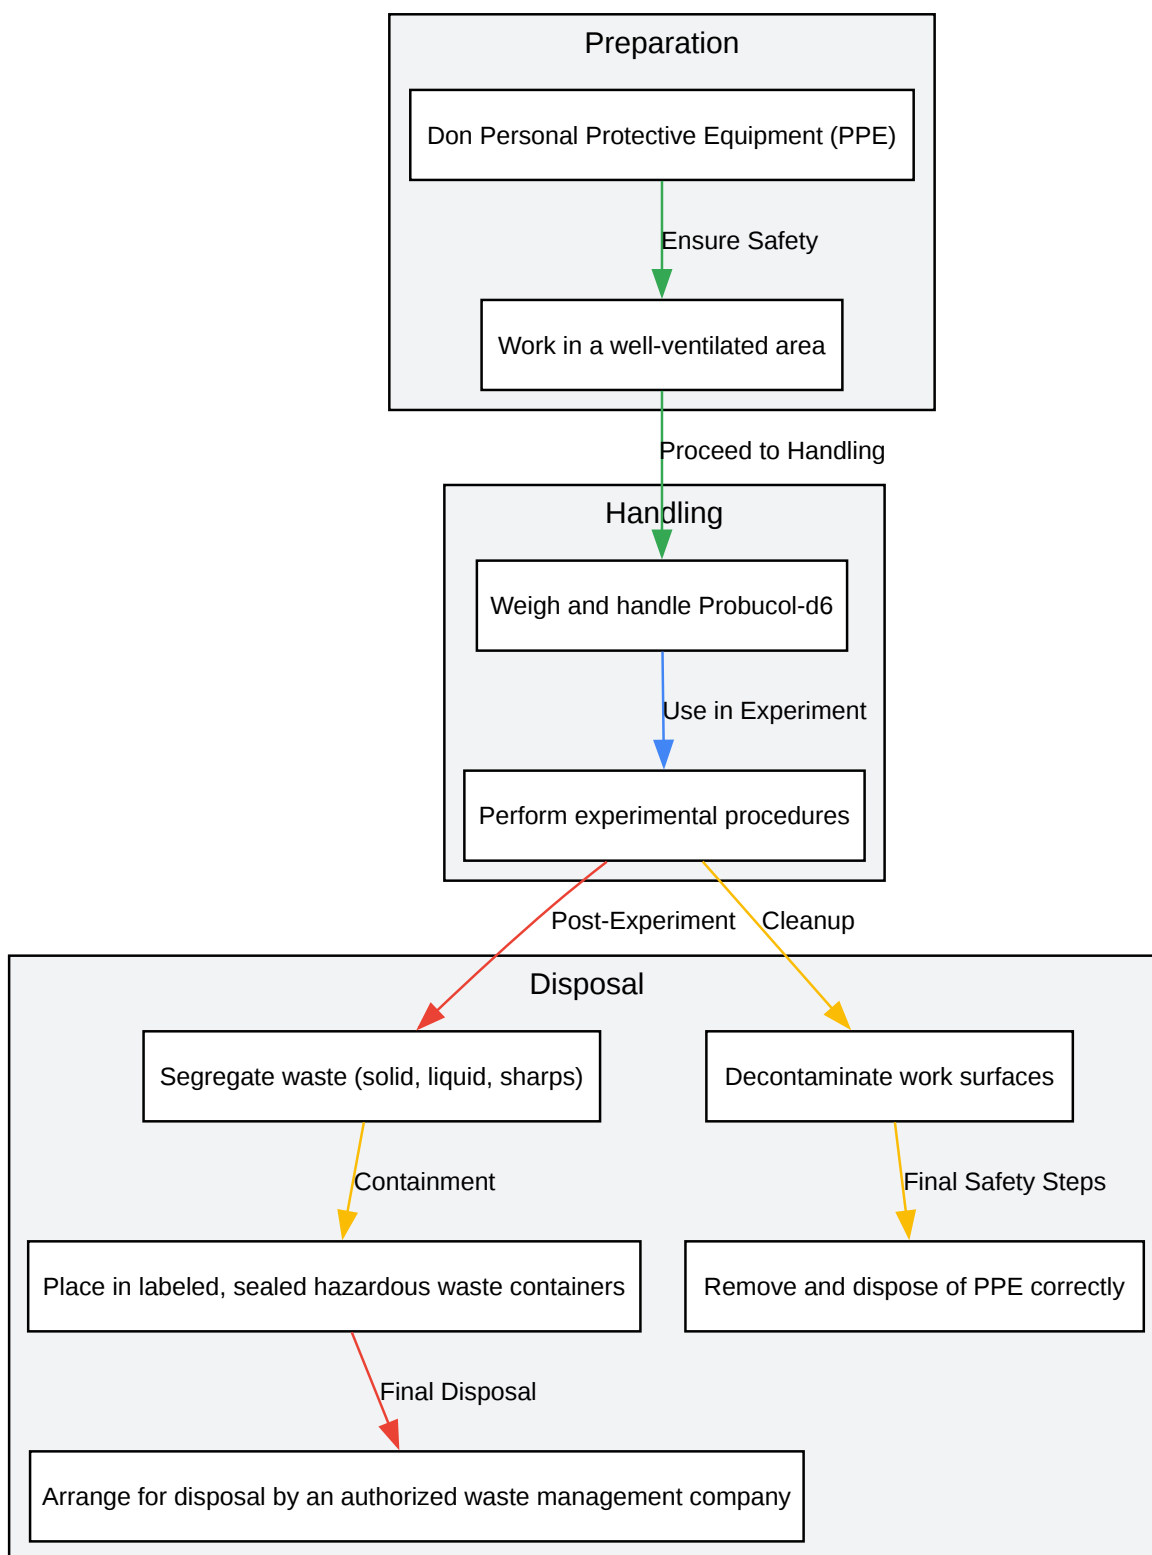 Preparation
Don Personal Protective Equipment (PPE)
Ensure Safety
Work in a well-ventilated area
Proceed to Handling
Handling
Weigh and handle Probucol-d6
Use in Experiment
Perform experimental procedures
Post-Experiment
Cleanup
Disposal
Segregate waste (solid, liquid, sharps)
Decontaminate work surfaces
Containment
Final Safety Steps
Place in labeled, sealed hazardous waste containers
Remove and dispose of PPE correctly
Final Disposal
Arrange for disposal by an authorized waste management company